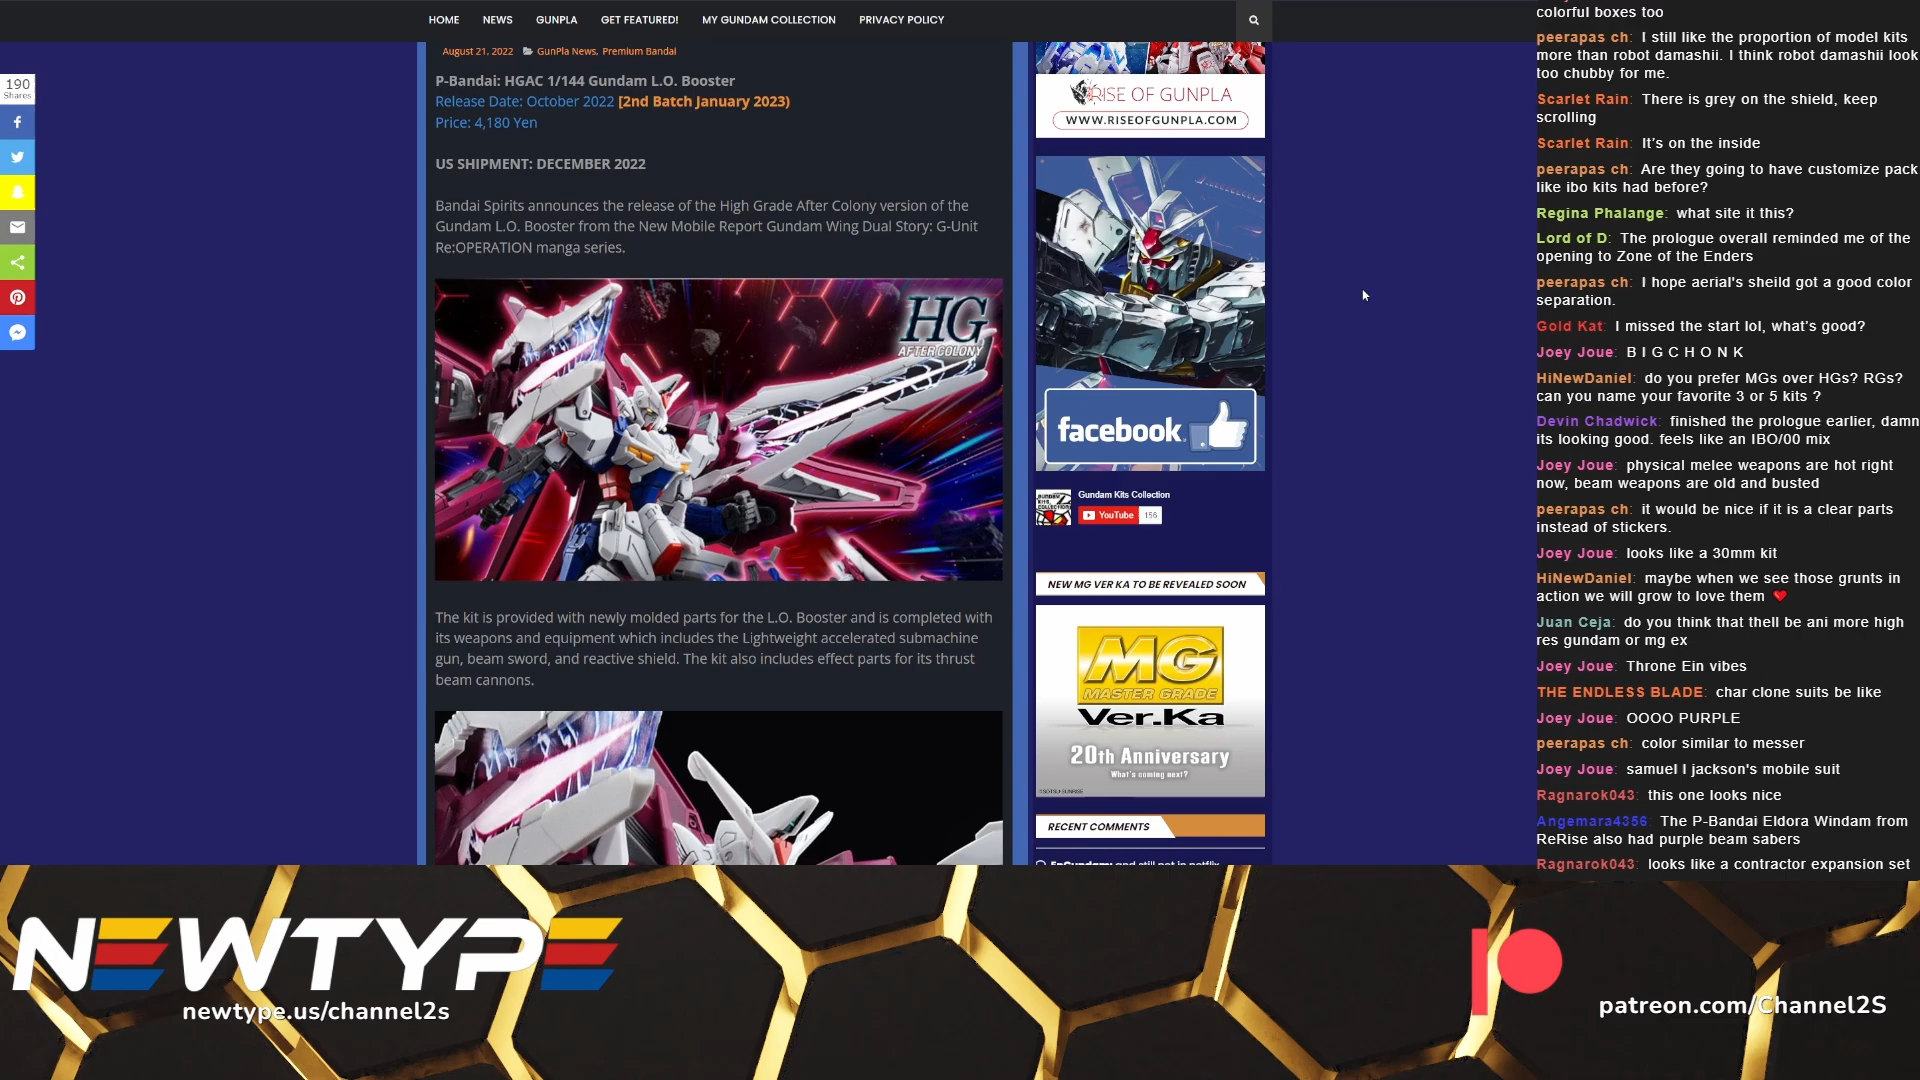 HOME NEWS GUNPLA GET FEATURED! MY GUNDAM COLLECTION PRIVACY POLICY
August 21, 2022 GunPla News, Premium Bandai
P-Bandai: HGAC 1/144 Gundam L.O. Booster
Release Date: October 2022 [2nd Batch January 2023)
Price: 4,180 Yen
US SHIPMENT: DECEMBER 2022
Bandai Spirits announces the release of the High Grade After Colony version of the
Gundam L.O. Booster from the New Mobile Report Gundam Wing Dual Story: G-Unit
Re:OPERATION manga series.
HG
AFTER COLONY
The kit is provided with newly molded parts for the L.O. Booster and is completed with
its weapons and equipment which includes the Lightweight accelerated submachine
gun, beam sword, and reactive shield. The kit also includes effect parts for its thrust
beam cannons.
190
Shares
RISE OF GUNPLA
WWW.RISEOFGUNPLA.COM
facebook
Gundam Kits Collection
YouTube 156
NEW MG VER KA TO BE REVEALED SOON
MG
MASTER GRADE
Ver.Ka
20th Anniversary
What's coming next?
©SOTSU·SUNRISE
RECENT COMMENTS
colorful boxes too
peerapas ch: I still like the proportion of model kits
more than robot damashii. I think robot damashii look
too chubby for me.
Scarlet Rain: There is grey on the shield, keep
scrolling
Scarlet Rain: It's on the inside
peerapas ch: Are they going to have customize pack
like ibo kits had before?
Regina Phalange: what site it this?
Lord of D: The prologue overall reminded me of the
opening to Zone of the Enders
peerapas ch: I hope aerial's sheild got a good color
separation.
Gold Kat: I missed the start lol, what's good?
Joey Joue: B I G C H O N K
HiNewDaniel: do you prefer MGs over HGs? RGs?
can you name your favorite 3 or 5 kits ?
Devin Chadwick: finished the prologue earlier, damn
its looking good. feels like an IBO/00 mix
Joey Joue: physical melee weapons are hot right
now, beam weapons are old and busted
peerapas ch: it would be nice if it is a clear parts
instead of stickers.
Joey Joue: looks like a 30mm kit
HiNewDaniel: maybe when we see those grunts in
action we will grow to love them ❤
Juan Ceja: do you think that thell be ani more high
res gundam or mg ex
Joey Joue: Throne Ein vibes
THE ENDLESS BLADE: char clone suits be like
Joey Joue: OOOO PURPLE
peerapas ch: color similar to messer
Joey Joue: samuel l jackson's mobile suit
Ragnarok043: this one looks nice
Angemara4356: The P-Bandai Eldora Windam from
ReRise also had purple beam sabers
Ragnarok043: looks like a contractor expansion set
NEWTYPE
newtype.us/channel2s
patreon.com/Channel2S